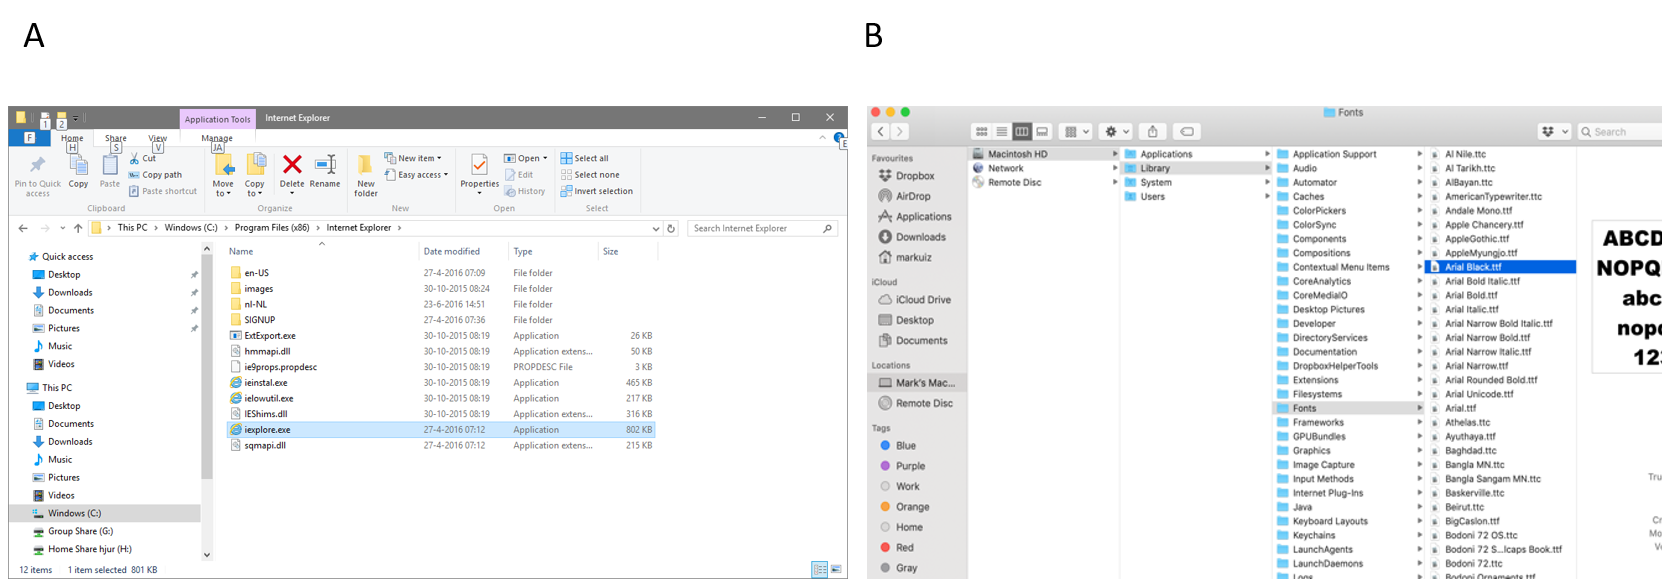 A
B
1
2
Application Tools
Internet Explorer
F
Home
Share
View
Manage
H
S
V
JA
E
Pin to Quick
access
Copy
Paste
Cut
Copy path
Paste shortcut
Clipboard
Move
to
Copy
to
Delete
Rename
Organize
New
folder
New item
Easy access
New
Properties
Open
Edit
History
Open
Select all
Select none
Invert selection
Select
This PC
Windows (C:)
Program Files (x86)
Internet Explorer
Search Internet Explorer
Quick access
Desktop
Downloads
Documents
Pictures
Music
Videos
This PC
Desktop
Documents
Downloads
Music
Pictures
Videos
Windows (C:)
Group Share (G:)
Home Share hjur (H:)
Name Date modified Type Size
en-US 27-4-2016 07:09 File folder
images 30-10-2015 08:24 File folder
nl-NL 23-6-2016 14:51 File folder
SIGNUP 27-4-2016 07:36 File folder
ExtExport.exe 30-10-2015 08:19 Application 26 KB
hmmapi.dll 30-10-2015 08:19 Application extens... 50 KB
ie9props.propdesc 30-10-2015 08:19 PROPDESC File 3 KB
ieinstal.exe 30-10-2015 08:19 Application 465 KB
ielowutil.exe 30-10-2015 08:19 Application 217 KB
IEShims.dll 30-10-2015 08:19 Application extens... 316 KB
iexplore.exe 27-4-2016 07:12 Application 802 KB
sqmapi.dll 27-4-2016 07:12 Application extens... 215 KB
12 items 1 item selected 801 KB
Fonts
Search
Favourites
Dropbox
AirDrop
Applications
Downloads
markuiz
iCloud
iCloud Drive
Desktop
Documents
Locations
Mark's Mac...
Remote Disc
Tags
Blue
Purple
Work
Orange
Home
Red
Gray
Macintosh HD
Network
Remote Disc
Applications
Library
System
Users
Application Support
Audio
Automator
Caches
ColorPickers
ColorSync
Components
Compositions
Contextual Menu Items
CoreAnalytics
CoreMediaIO
Desktop Pictures
Developer
DirectoryServices
Documentation
DropboxHelperTools
Extensions
Filesystems
Fonts
Frameworks
GPUBundles
Graphics
Image Capture
Input Methods
Internet Plug-Ins
Java
Keyboard Layouts
Keychains
LaunchAgents
LaunchDaemons
Logs
Al Nile.ttc
Al Tarikh.ttc
AlBayan.ttc
AmericanTypewriter.ttc
Andale Mono.ttf
Apple Chancery.ttf
AppleGothic.ttf
AppleMyungjo.ttf
Arial Black.ttf
Arial Bold Italic.ttf
Arial Bold.ttf
Arial Italic.ttf
Arial Narrow Bold Italic.ttf
Arial Narrow Bold.ttf
Arial Narrow Italic.ttf
Arial Narrow.ttf
Arial Rounded Bold.ttf
Arial Unicode.ttf
Arial.ttf
Athelas.ttc
Ayuthaya.ttf
Baghdad.ttc
Bangla MN.ttc
Bangla Sangam MN.ttc
Baskerville.ttc
Beirut.ttc
BigCaslon.ttf
Bodoni 72 OS.ttc
Bodoni 72 S...lcaps Book.ttf
Bodoni 72.ttc
Bodoni Ornaments.ttf
ABCD
NOPQ
abc
nop
123
Tru
Cr
Mo